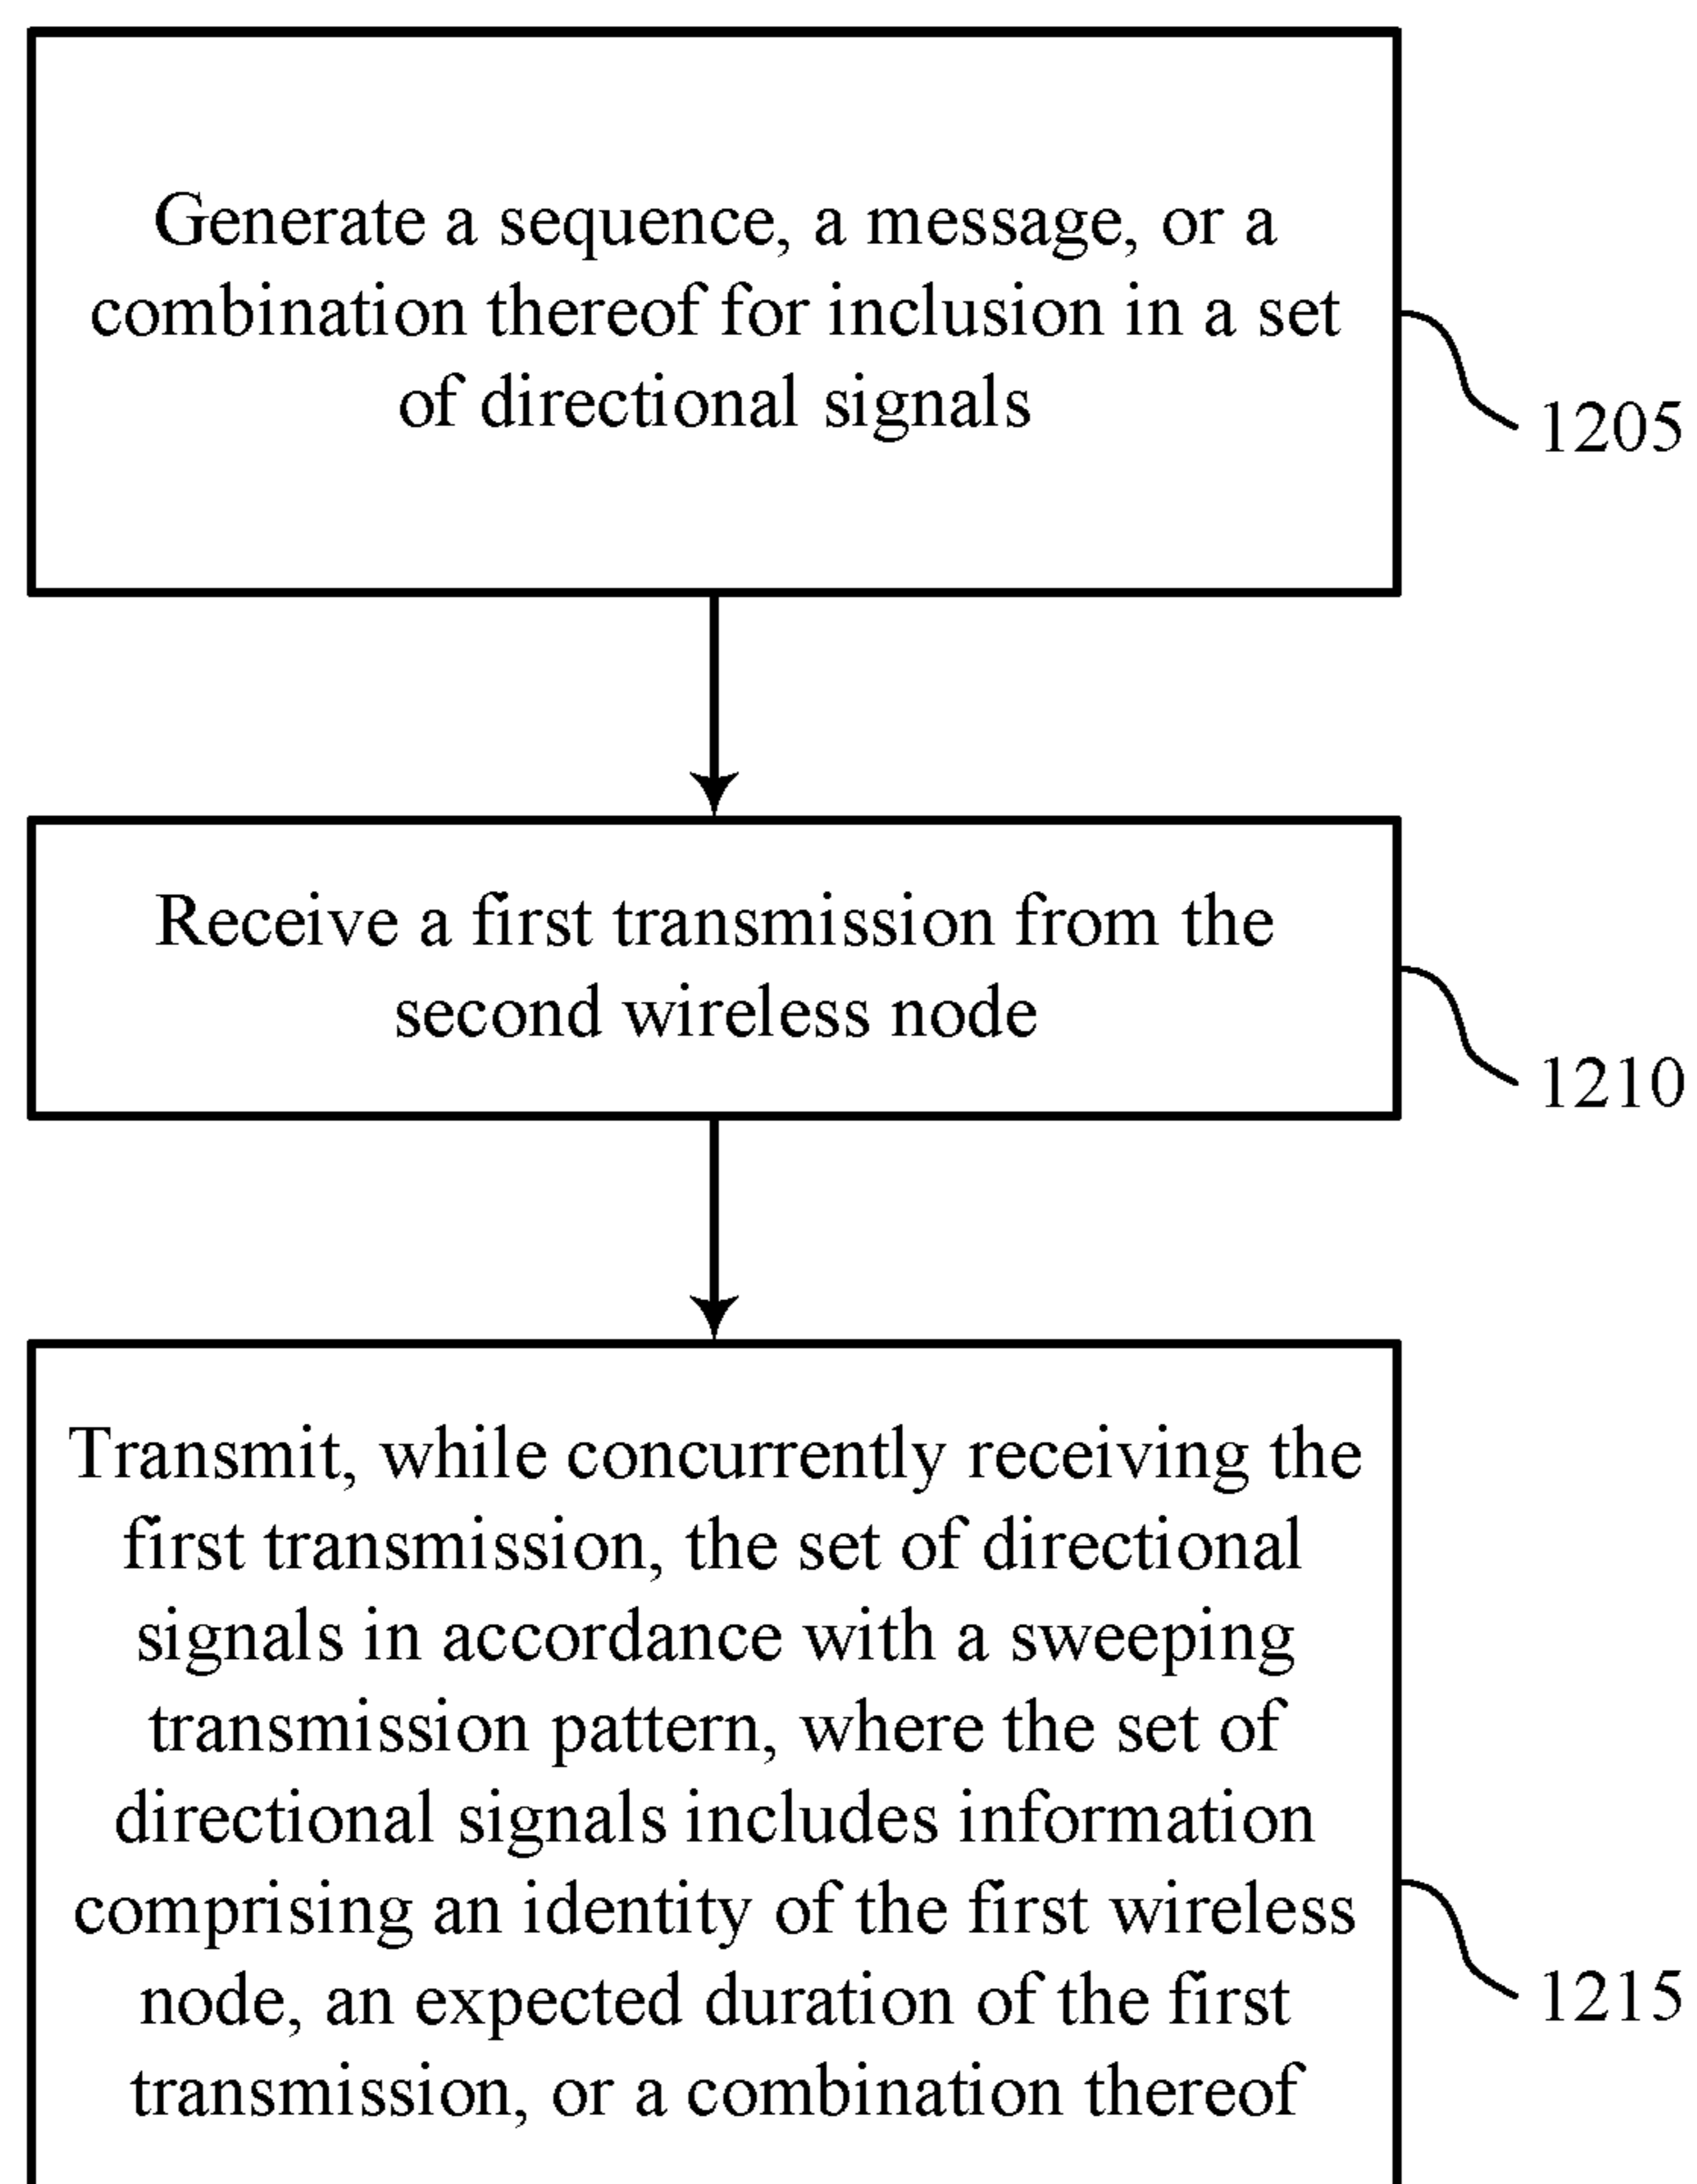 Generate a sequence, a message, or a
combination thereof for inclusion in a set
of directional signals
1205
Receive a first transmission from the
second wireless node
1210
Transmit, while concurrently receiving the
first transmission, the set of directional
signals in accordance with a sweeping
transmission pattern, where the set of
directional signals includes information
comprising an identity of the first wireless
node, an expected duration of the first
transmission, or a combination thereof
1215